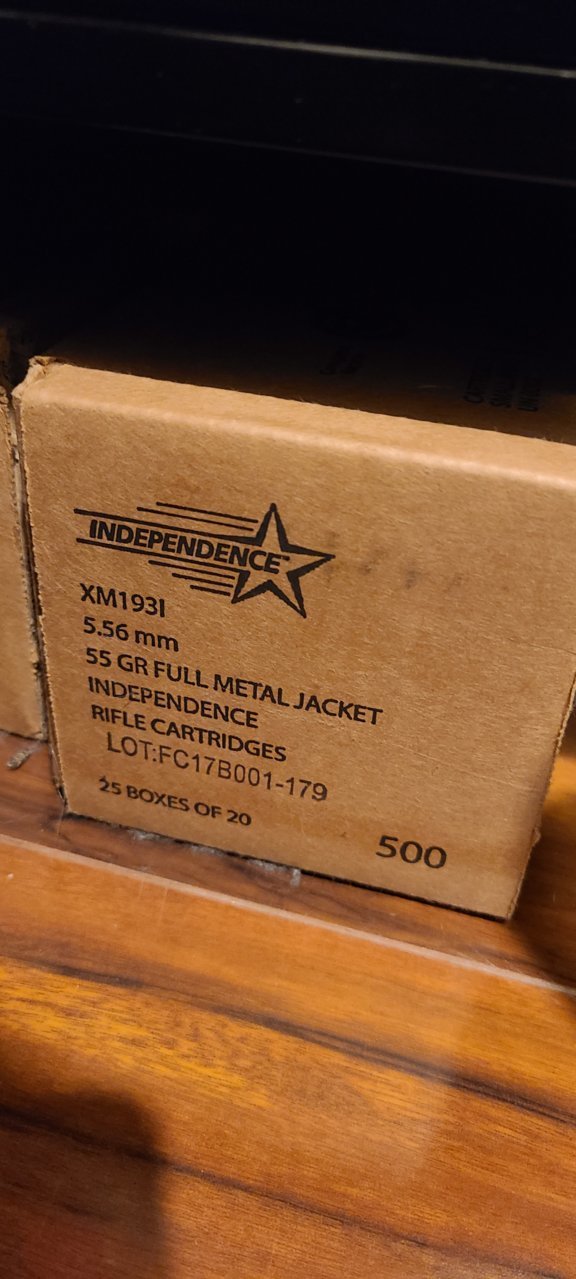 INDEPENDENCE™
XM193I
5.56 mm
55 GR FULL METAL JACKET
INDEPENDENCE
RIFLE CARTRIDGES
LOT:FC17B001-179
25 BOXES OF 20
500